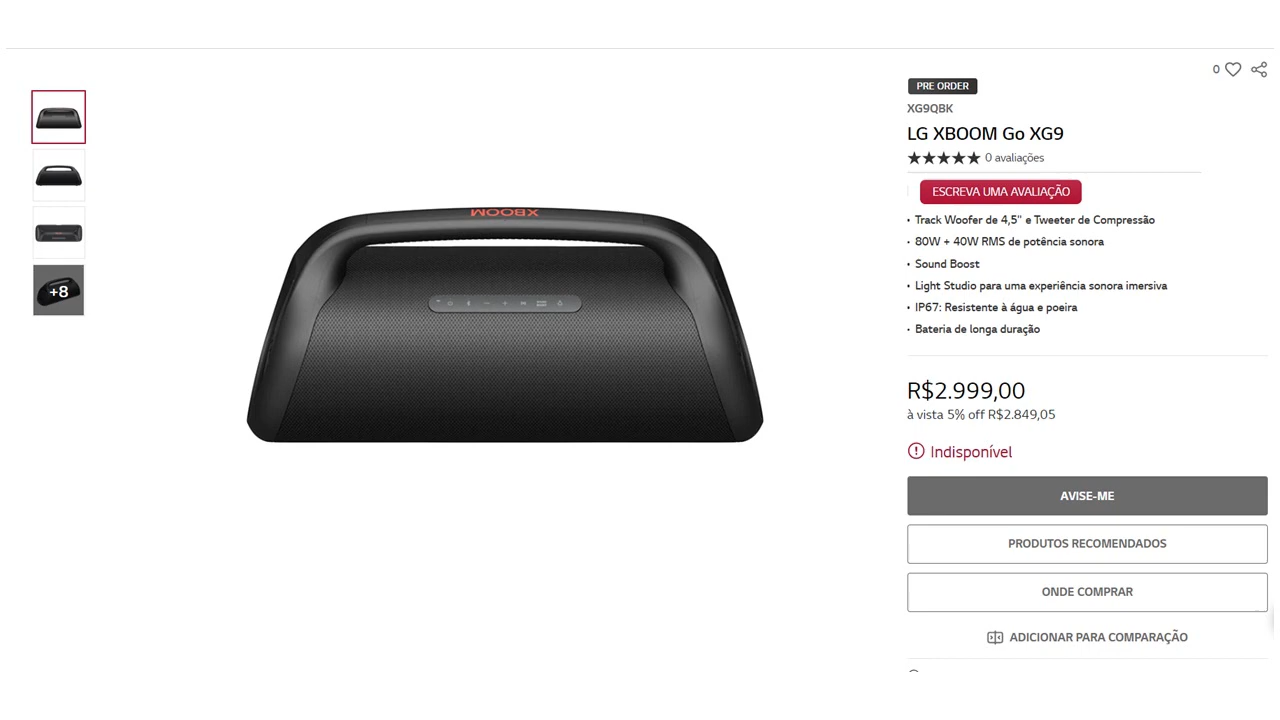 0
PRE ORDER
XG9QBK
LG XBOOM Go XG9
0 avaliações
ESCREVA UMA AVALIAÇÃO
• Track Woofer de 4,5" e Tweeter de Compressão
• 80W + 40W RMS de potência sonora
• Sound Boost
• Light Studio para uma experiência sonora imersiva
• IP67: Resistente à água e poeira
• Bateria de longa duração
R$2.999,00
à vista 5% off R$2.849,05
Indisponível
AVISE-ME
PRODUTOS RECOMENDADOS
ONDE COMPRAR
ADICIONAR PARA COMPARAÇÃO
+8
XBOOM